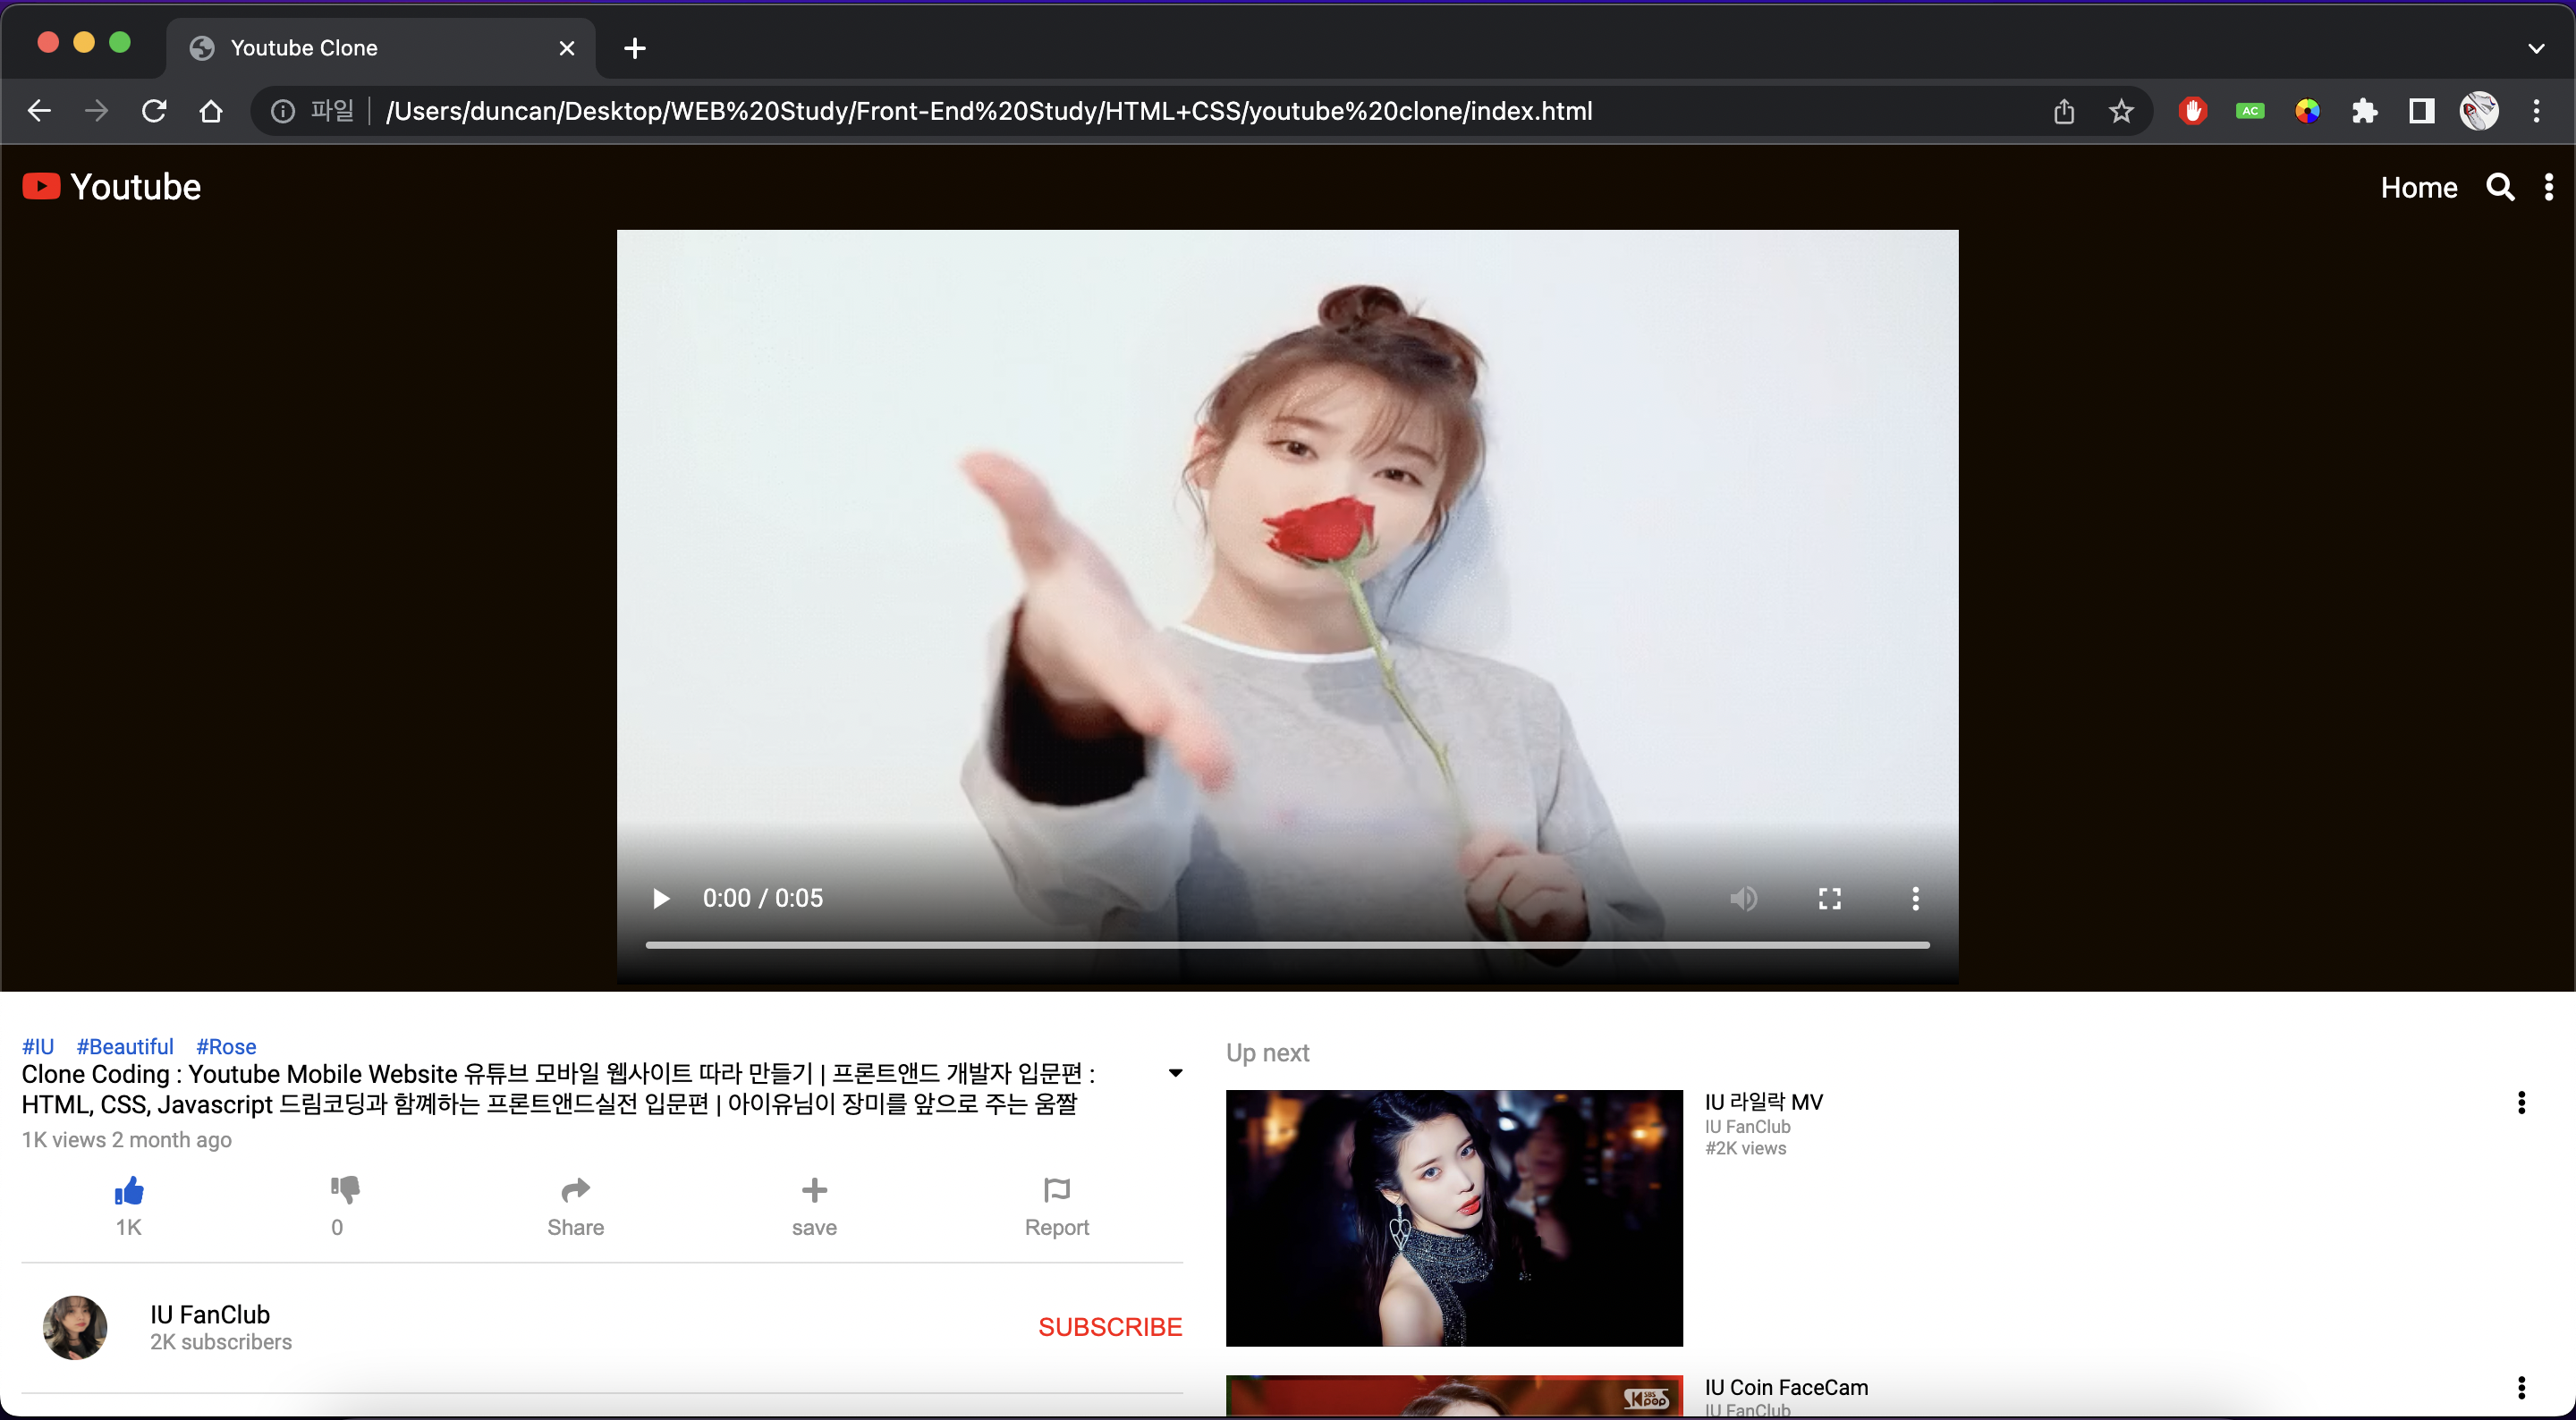 Youtube Clone
파일
/Users/duncan/Desktop/WEB%20Study/Front-End%20Study/HTML+CSS/youtube%20clone/index.html
AC
Youtube
Home
0:00 / 0:05
#IU #Beautiful #Rose
Clone Coding : Youtube Mobile Website 유튜브 모바일 웹사이트 따라 만들기 | 프론트앤드 개발자 입문편 :
HTML, CSS, Javascript 드림코딩과 함꼐하는 프론트앤드실전 입문편 | 아이유님이 장미를 앞으로 주는 움짤
1K views 2 month ago
1K
0
Share
save
Report
IU FanClub
2K subscribers
SUBSCRIBE
Up next
IU 라일락 MV
IU FanClub
#2K views
SBS
Kpop
IU Coin FaceCam
IU FanClub